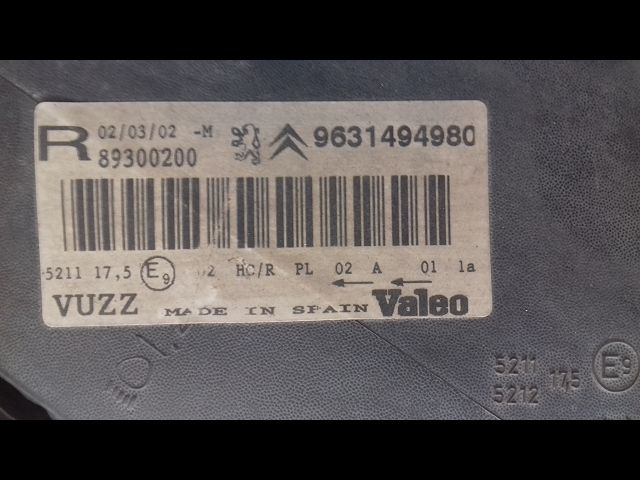 R 02/03/02 -M 9631494980
89300200
5211 17,5 E9 02 HC/R PL 02 A 01 1a
VUZZ MADE IN SPAIN Valeo
5211 17,5 E9
5212